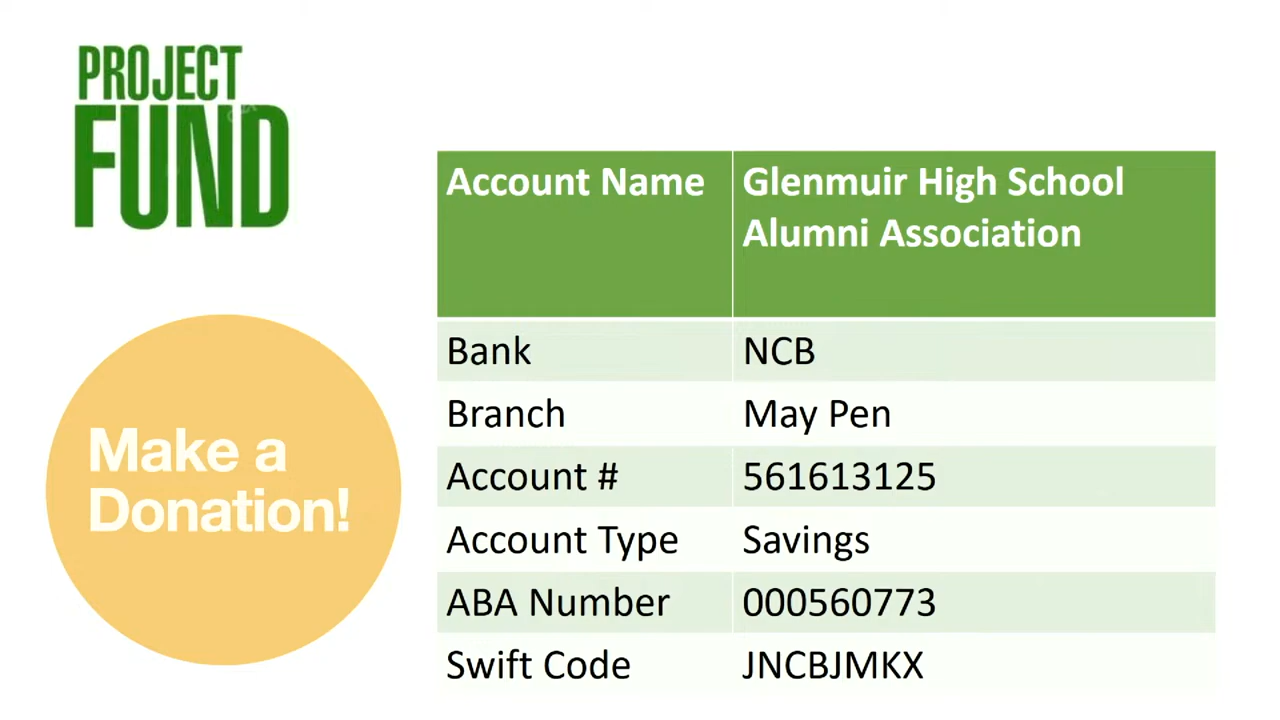 PROJECT
FUND
Account Name Glenmuir High School
Alumni Association
Bank NCB
Branch May Pen
Account # 561613125
Account Type Savings
ABA Number 000560773
Swift Code JNCBJMKX
Make a
Donation!